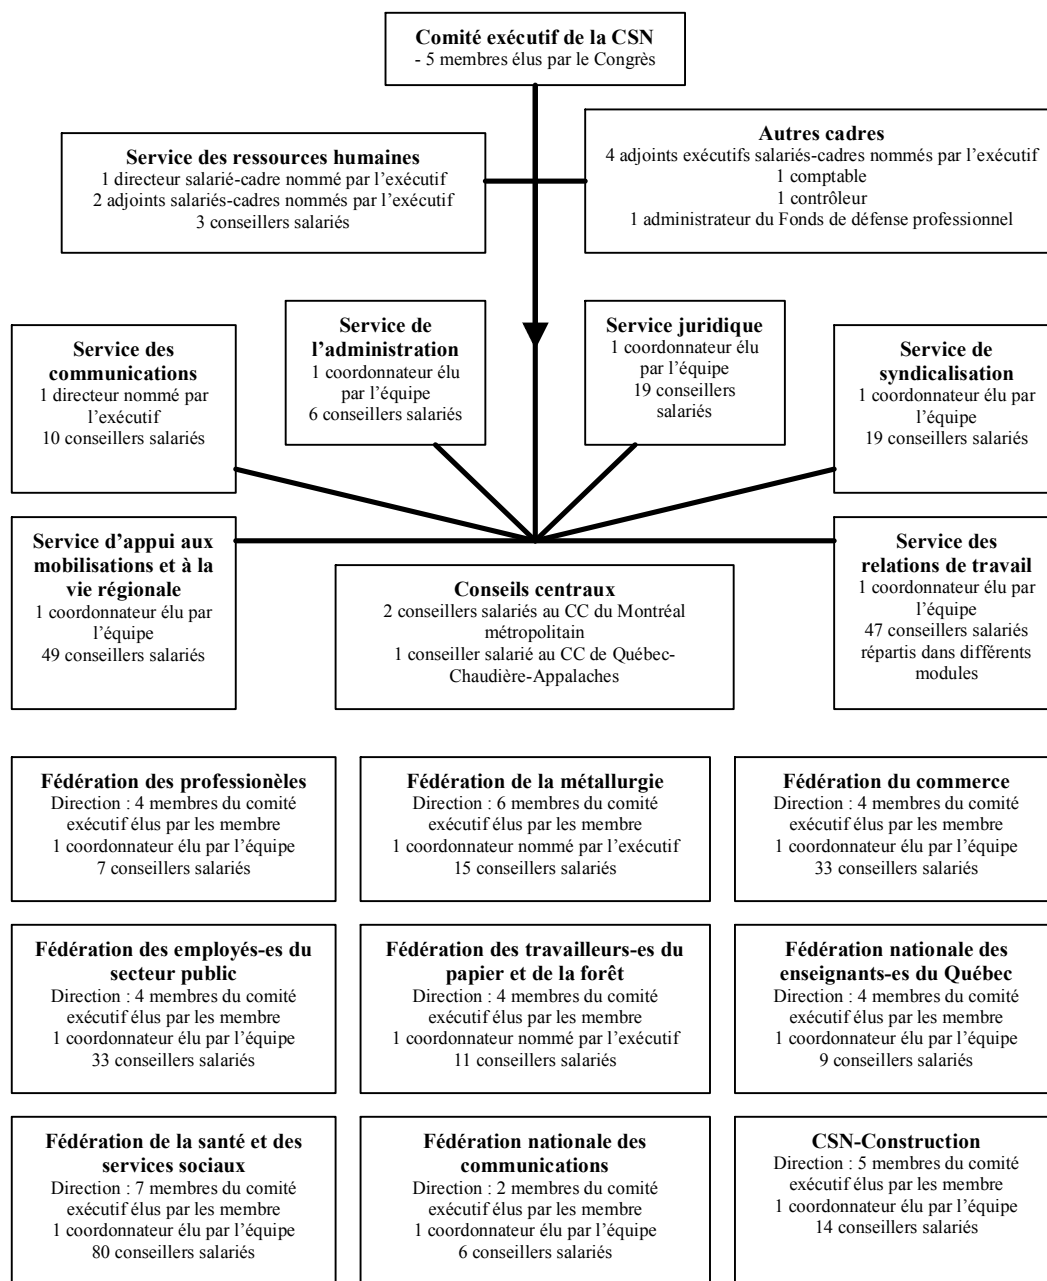 Comité exécutif de la CSN
- 5 membres élus par le Congrès
Service des ressources humaines
1 directeur salarié-cadre nommé par l'exécutif
2 adjoints salariés-cadres nommés par l'exécutif
3 conseillers salariés
Autres cadres
4 adjoints exécutifs salariés-cadres nommés par l'exécutif
1 comptable
1 contrôleur
1 administrateur du Fonds de défense professionnel
Service des
communications
1 directeur nommé par
l'exécutif
10 conseillers salariés
Service de
l'administration
1 coordonnateur élu
par l'équipe
6 conseillers salariés
Service juridique
1 coordonnateur élu
par l'équipe
19 conseillers
salariés
Service de
syndicalisation
1 coordonnateur élu par
l'équipe
19 conseillers salariés
Service d'appui aux
mobilisations et à la
vie régionale
1 coordonnateur élu par
l'équipe
49 conseillers salariés
Conseils centraux
2 conseillers salariés au CC du Montréal
métropolitain
1 conseiller salarié au CC de Québec-
Chaudière-Appalaches
Service des
relations de travail
1 coordonnateur élu par
l'équipe
47 conseillers salariés
répartis dans différents
modules
Fédération des professionèles
Direction : 4 membres du comité
exécutif élus par les membre
1 coordonnateur élu par l'équipe
7 conseillers salariés
Fédération de la métallurgie
Direction : 6 membres du comité
exécutif élus par les membre
1 coordonnateur nommé par l'exécutif
15 conseillers salariés
Fédération du commerce
Direction : 4 membres du comité
exécutif élus par les membre
1 coordonnateur élu par l'équipe
33 conseillers salariés
Fédération des employés-es du
secteur public
Direction : 4 membres du comité
exécutif élus par les membre
1 coordonnateur élu par l'équipe
33 conseillers salariés
Fédération des travailleurs-es du
papier et de la forêt
Direction : 4 membres du comité
exécutif élus par les membre
1 coordonnateur nommé par l'exécutif
11 conseillers salariés
Fédération nationale des
enseignants-es du Québec
Direction : 4 membres du comité
exécutif élus par les membre
1 coordonnateur élu par l'équipe
9 conseillers salariés
Fédération de la santé et des
services sociaux
Direction : 7 membres du comité
exécutif élus par les membre
1 coordonnateur élu par l'équipe
80 conseillers salariés
Fédération nationale des
communications
Direction : 2 membres du comité
exécutif élus par les membre
1 coordonnateur élu par l'équipe
6 conseillers salariés
CSN-Construction
Direction : 5 membres du comité
exécutif élus par les membre
1 coordonnateur élu par l'équipe
14 conseillers salariés